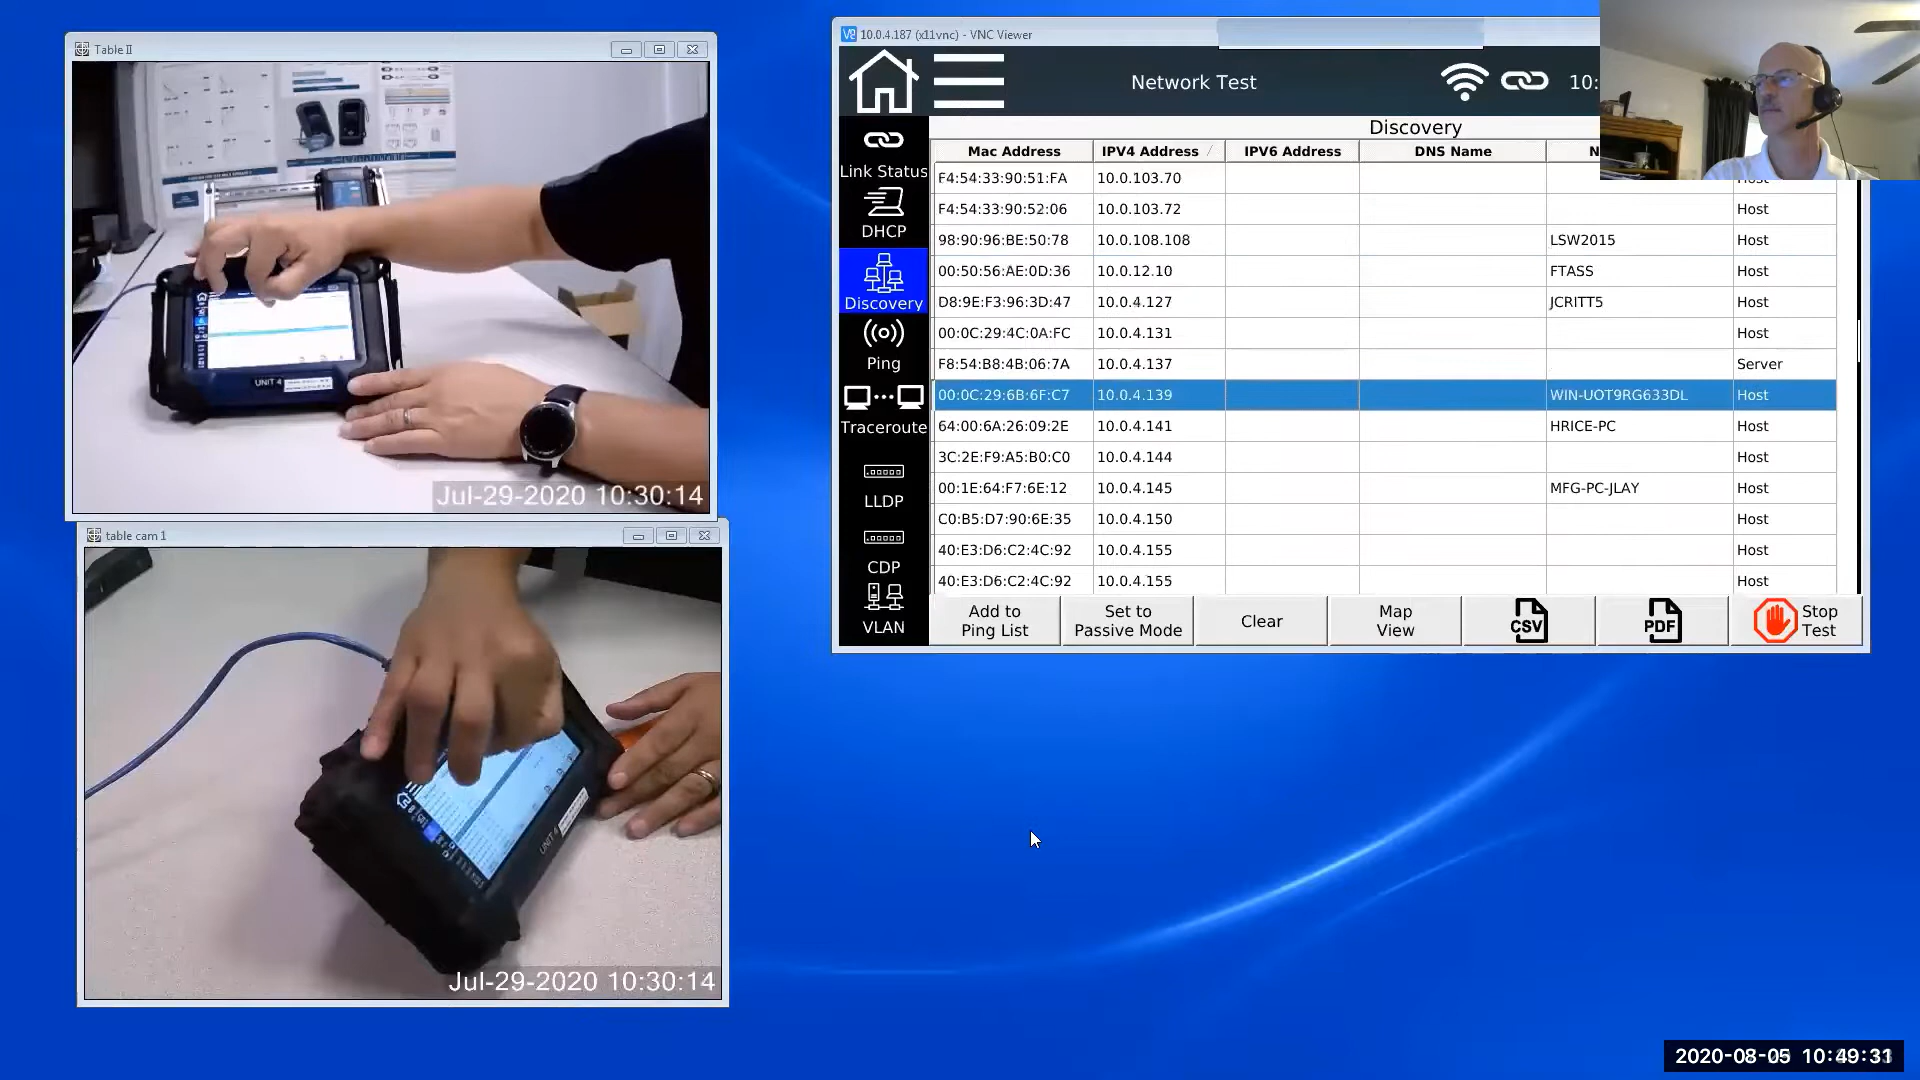 Table II
UNIT 4
Jul-29-2020 10:30:14
table cam 1
UNIT 4
Jul-29-2020 10:30:14
10.0.4.187 (x11vnc) - VNC Viewer
Network Test
10:
Link Status
DHCP
Discovery
Ping
Traceroute
LLDP
CDP
VLAN
Discovery
Mac Address IPV4 Address IPV6 Address DNS Name N
F4:54:33:90:51:FA 10.0.103.70 Host
F4:54:33:90:52:06 10.0.103.72 Host
98:90:96:BE:50:78 10.0.108.108 LSW2015 Host
00:50:56:AE:0D:36 10.0.12.10 FTASS Host
D8:9E:F3:96:3D:47 10.0.4.127 JCRITT5 Host
00:0C:29:4C:0A:FC 10.0.4.131 Host
F8:54:B8:4B:06:7A 10.0.4.137 Server
00:0C:29:6B:6F:C7 10.0.4.139 WIN-UOT9RG633DL Host
64:00:6A:26:09:2E 10.0.4.141 HRICE-PC Host
3C:2E:F9:A5:B0:C0 10.0.4.144 Host
00:1E:64:F7:6E:12 10.0.4.145 MFG-PC-JLAY Host
C0:B5:D7:90:6E:35 10.0.4.150 Host
40:E3:D6:C2:4C:92 10.0.4.155 Host
40:E3:D6:C2:4C:92 10.0.4.155 Host
Add to
Ping List
Set to
Passive Mode
Clear
Map
View
CSV
PDF
Stop
Test
2020-08-05 10:49:31